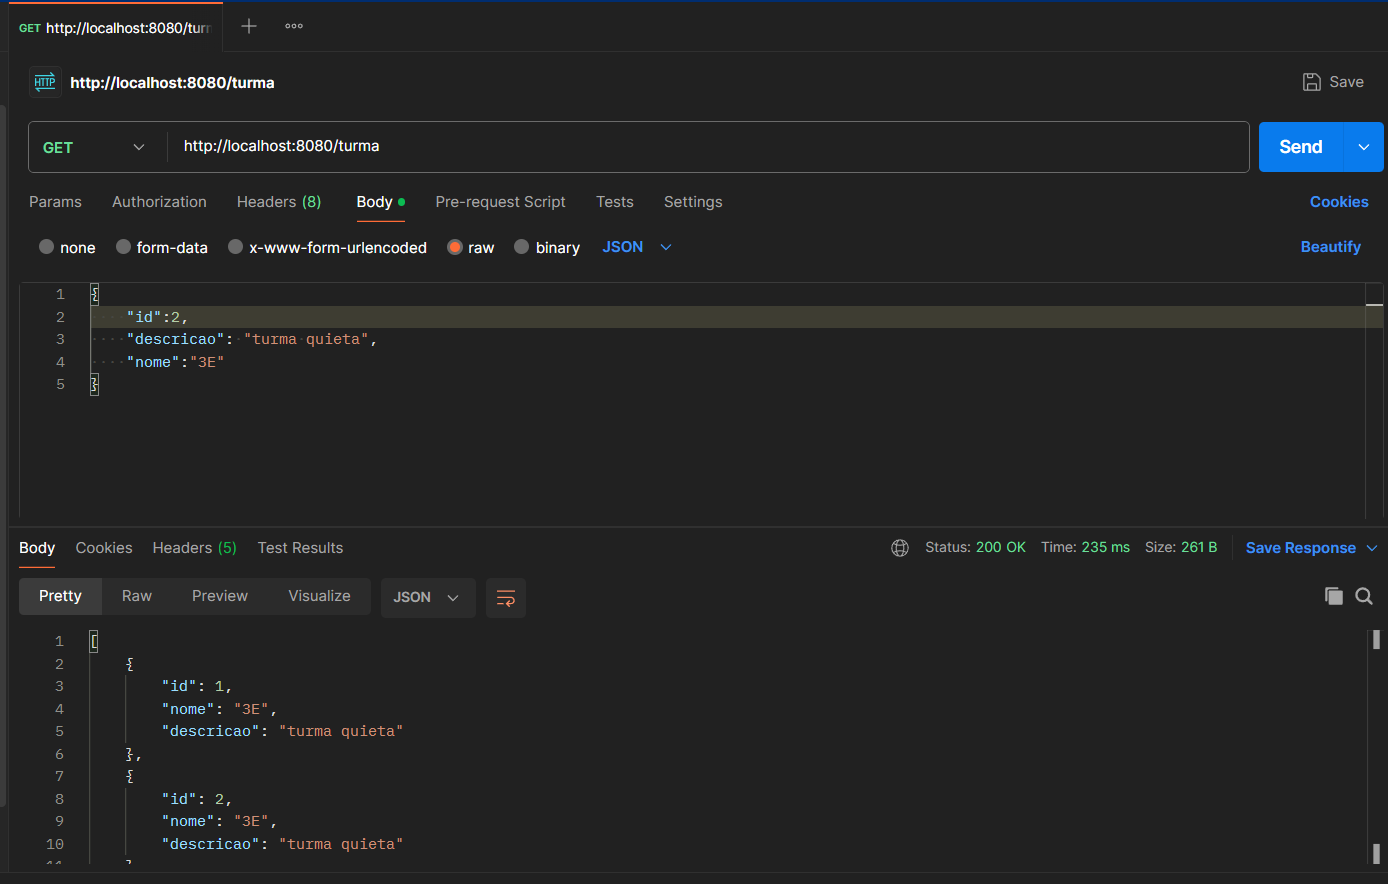 GET http://localhost:8080/turn
HTTP http://localhost:8080/turma
Save
GET http://localhost:8080/turma
Send
Params Authorization Headers (8) Body Pre-request Script Tests Settings Cookies
none form-data x-www-form-urlencoded raw binary JSON Beautify
1 {
2 "id":2,
3 "descricao": "turma quieta",
4 "nome":"3E"
5 }
Body Cookies Headers (5) Test Results Status: 200 OK Time: 235 ms Size: 261 B Save Response
Pretty Raw Preview Visualize JSON
1 [
2 {
3 "id": 1,
4 "nome": "3E",
5 "descricao": "turma quieta"
6 },
7 {
8 "id": 2,
9 "nome": "3E",
10 "descricao": "turma quieta"